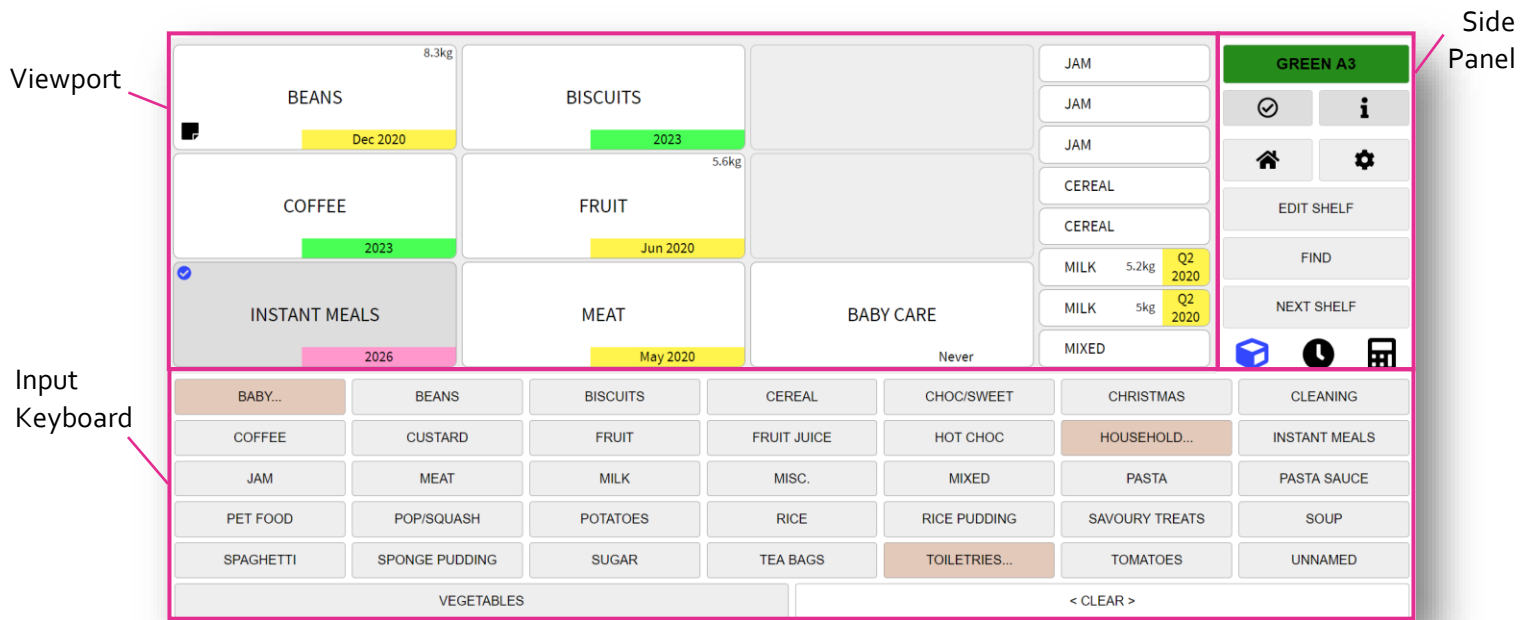 Viewport
Side
Panel
8.3kg
BEANS
Dec 2020
BISCUITS
2023
COFFEE
2023
5.6kg
FRUIT
Jun 2020
INSTANT MEALS
2026
MEAT
May 2020
BABY CARE
Never
JAM
JAM
JAM
CEREAL
CEREAL
MILK 5.2kg Q2
2020
MILK 5kg Q2
2020
MIXED
GREEN A3
i
EDIT SHELF
FIND
NEXT SHELF
Input
Keyboard
BABY... BEANS BISCUITS CEREAL CHOC/SWEET CHRISTMAS CLEANING
COFFEE CUSTARD FRUIT FRUIT JUICE HOT CHOC HOUSEHOLD... INSTANT MEALS
JAM MEAT MILK MISC. MIXED PASTA PASTA SAUCE
PET FOOD POP/SQUASH POTATOES RICE RICE PUDDING SAVOURY TREATS SOUP
SPAGHETTI SPONGE PUDDING SUGAR TEA BAGS TOILETRIES... TOMATOES UNNAMED
VEGETABLES < CLEAR >